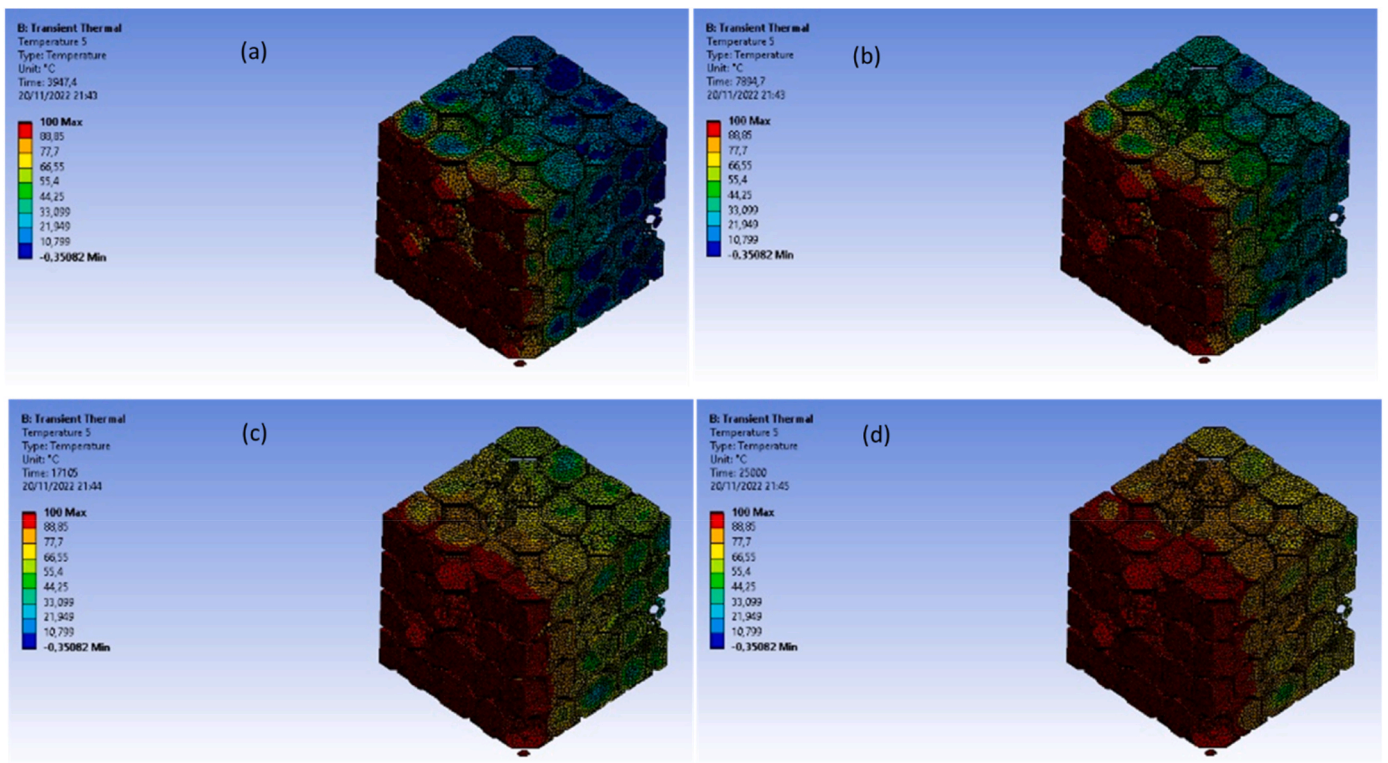 B: Transient Thermal
Temperature 5
Type: Temperature
Unit: °C
Time: 3947,4
20/11/2022 21:43
(a)
100 Max
88,85
77,7
66,55
55,4
44,25
33,099
21,949
10,799
-0,35082 Min
B: Transient Thermal
Temperature 5
Type: Temperature
Unit: °C
Time: 7894,7
20/11/2022 21:43
(b)
100 Max
88,85
77,7
66,55
55,4
44,25
33,099
21,949
10,799
-0,35082 Min
B: Transient Thermal
Temperature 5
Type: Temperature
Unit: °C
Time: 17105
20/11/2022 21:44
(c)
100 Max
88,85
77,7
66,55
55,4
44,25
33,099
21,949
10,799
-0,35082 Min
B: Transient Thermal
Temperature 5
Type: Temperature
Unit: °C
Time: 25000
20/11/2022 21:45
(d)
100 Max
88,85
77,7
66,55
55,4
44,25
33,099
21,949
10,799
-0,35082 Min